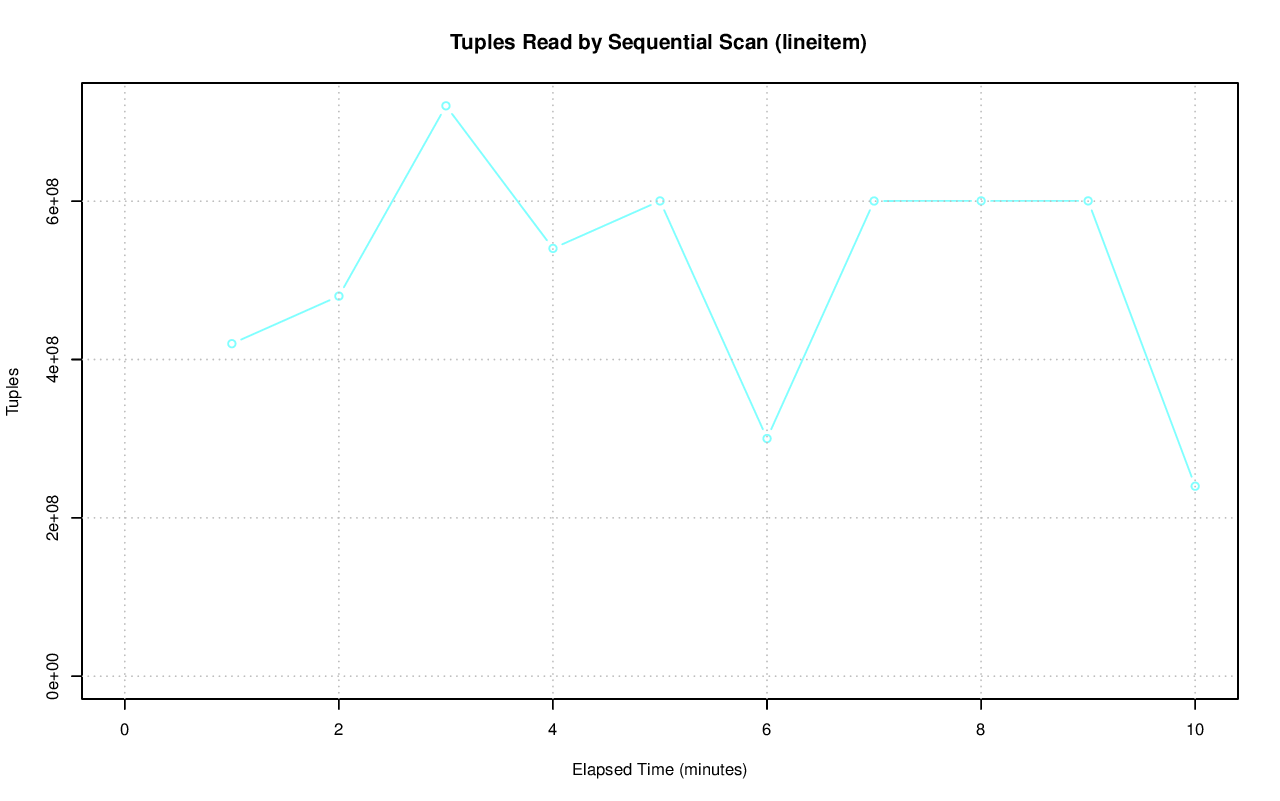 Tuples Read by Sequential Scan (lineitem)
Tuples
6e+08
4e+08
2e+08
0e+00
0 2 4 6 8 10
Elapsed Time (minutes)